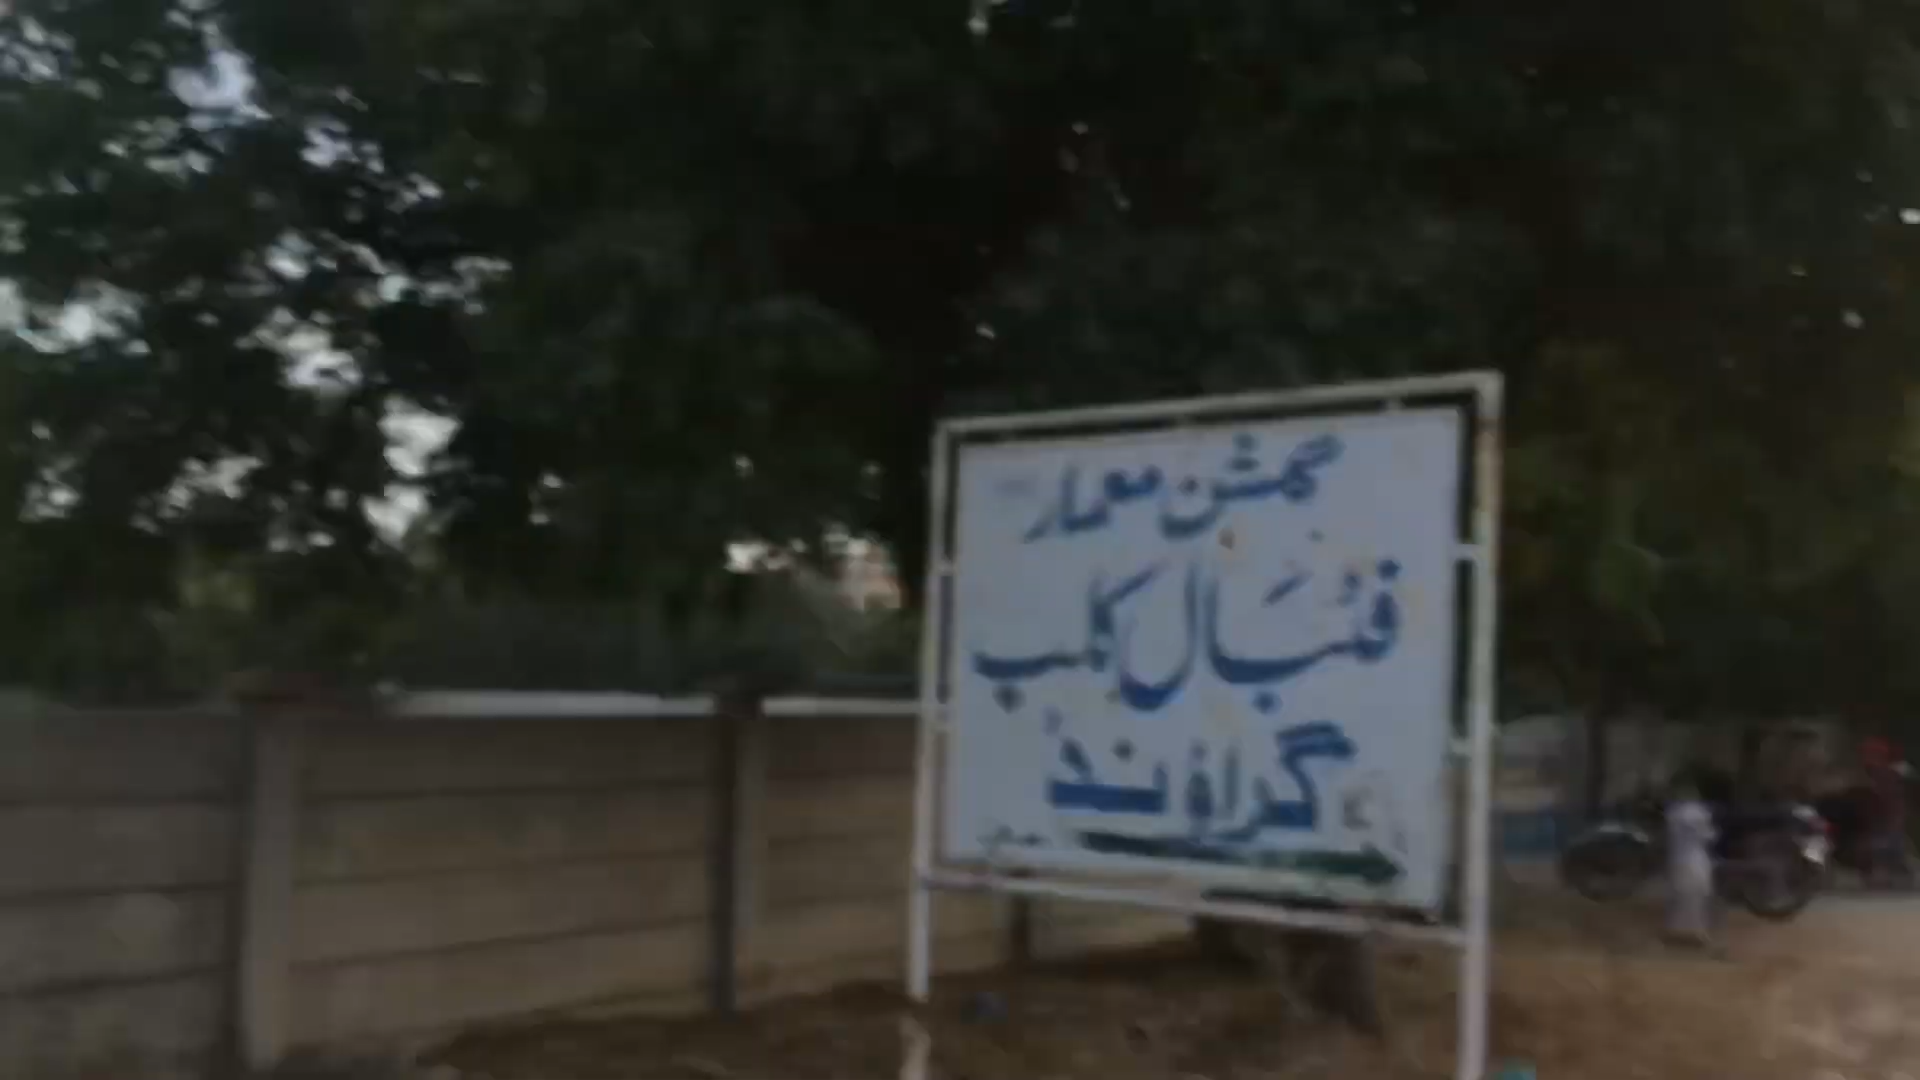 گلشن معمار
فٹبال کلب
گراؤنڈ